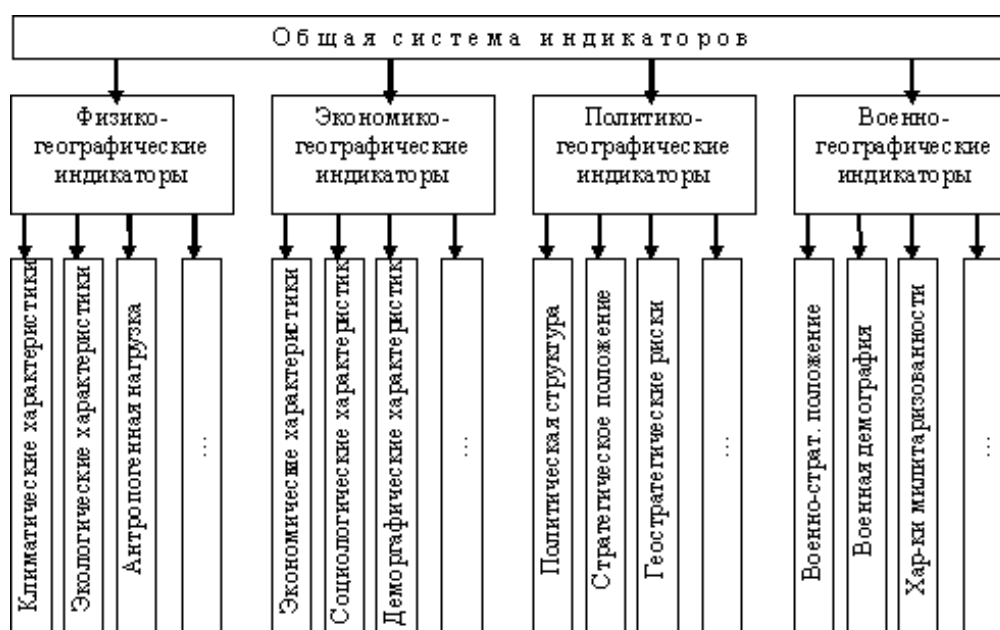 Общая система индикаторов
Физико-
географические
индикаторы
Экономико-
географические
индикаторы
Политико-
географические
индикаторы
Военно-
географические
индикаторы
Климатические характеристики
Экологические характеристики
Антропогенная нагрузка
...
Экономические характеристики
Социологические характеристик
Деморгафические характеристик
...
Политическая структура
Стратегическое положение
Геостратегические риски
...
Военно-страт. положение
Военная демография
Хар-ки милитаризованности
...